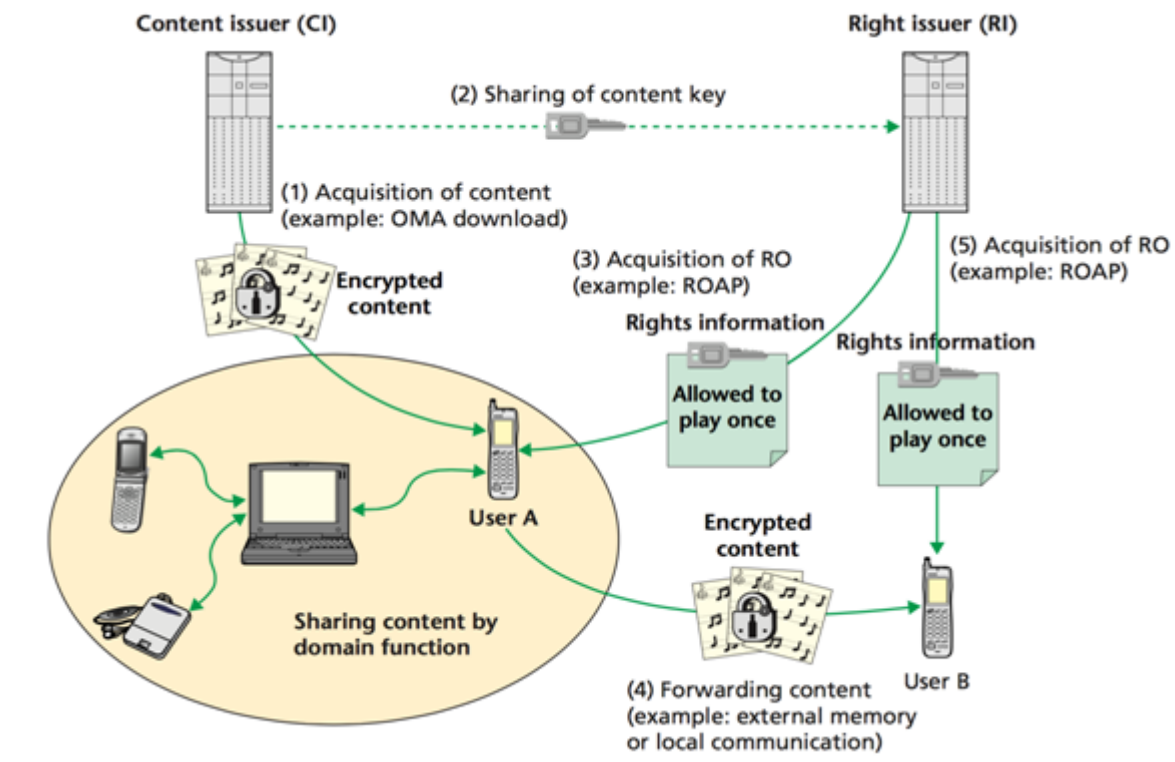 Content issuer (CI)
Right issuer (RI)
(2) Sharing of content key
(1) Acquisition of content
(example: OMA download)
(3) Acquisition of RO
(example: ROAP)
(5) Acquisition of RO
(example: ROAP)
Encrypted
content
Rights information
Allowed to
play once
Rights information
Allowed to
play once
User A
Encrypted
content
Sharing content by
domain function
User B
(4) Forwarding content
(example: external memory
or local communication)